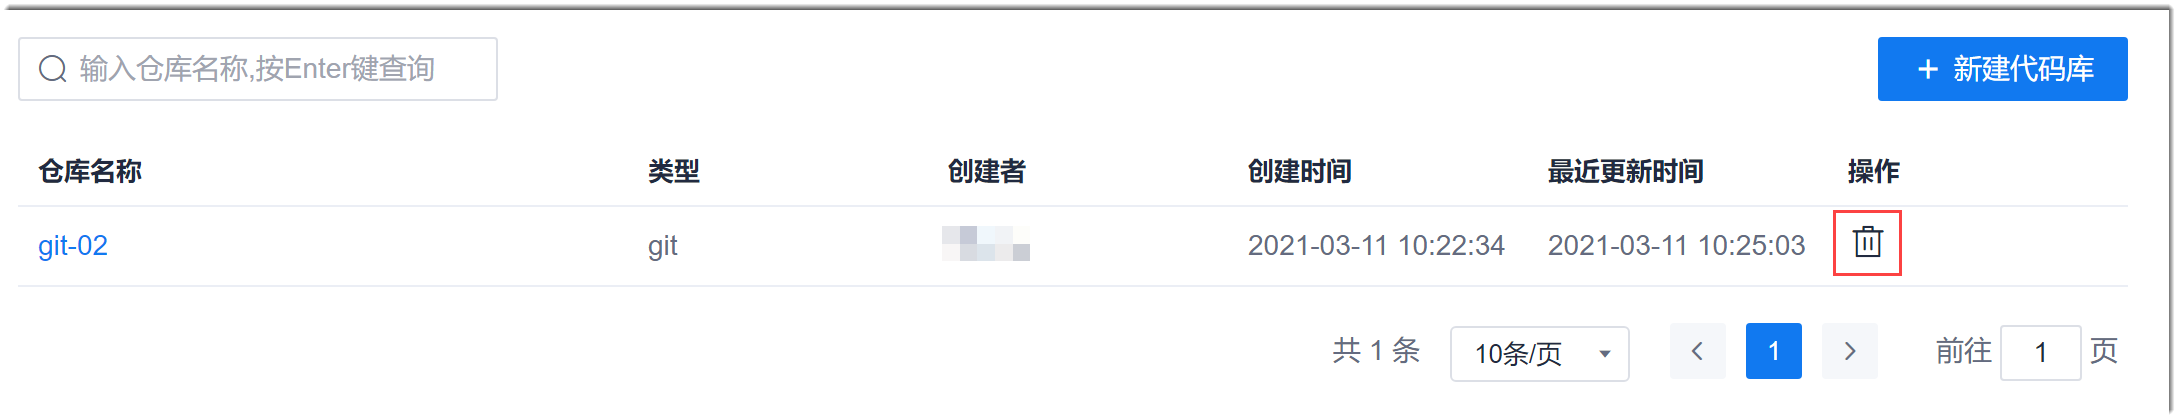 输入仓库名称,按Enter键查询
+ 新建代码库
仓库名称 类型 创建者 创建时间 最近更新时间 操作
git-02 git 2021-03-11 10:22:34 2021-03-11 10:25:03
共 1 条 10条/页 1 前往 1 页